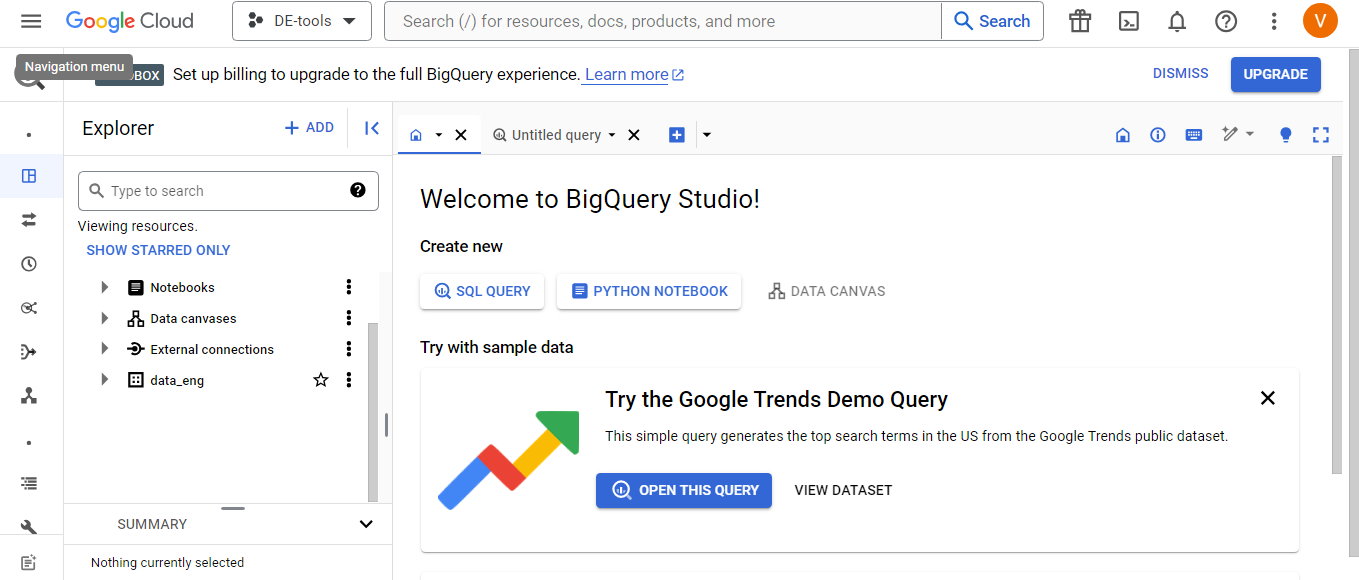 Google Cloud
DE-tools
Search (/) for resources, docs, products, and more
Search
V
Navigation menu
BOX
Set up billing to upgrade to the full BigQuery experience. Learn more
DISMISS
UPGRADE
Explorer
+ ADD
Untitled query
Type to search
Viewing resources.
SHOW STARRED ONLY
Notebooks
Data canvases
External connections
data_eng
SUMMARY
Nothing currently selected
Welcome to BigQuery Studio!
Create new
SQL QUERY
PYTHON NOTEBOOK
DATA CANVAS
Try with sample data
Try the Google Trends Demo Query
This simple query generates the top search terms in the US from the Google Trends public dataset.
OPEN THIS QUERY
VIEW DATASET